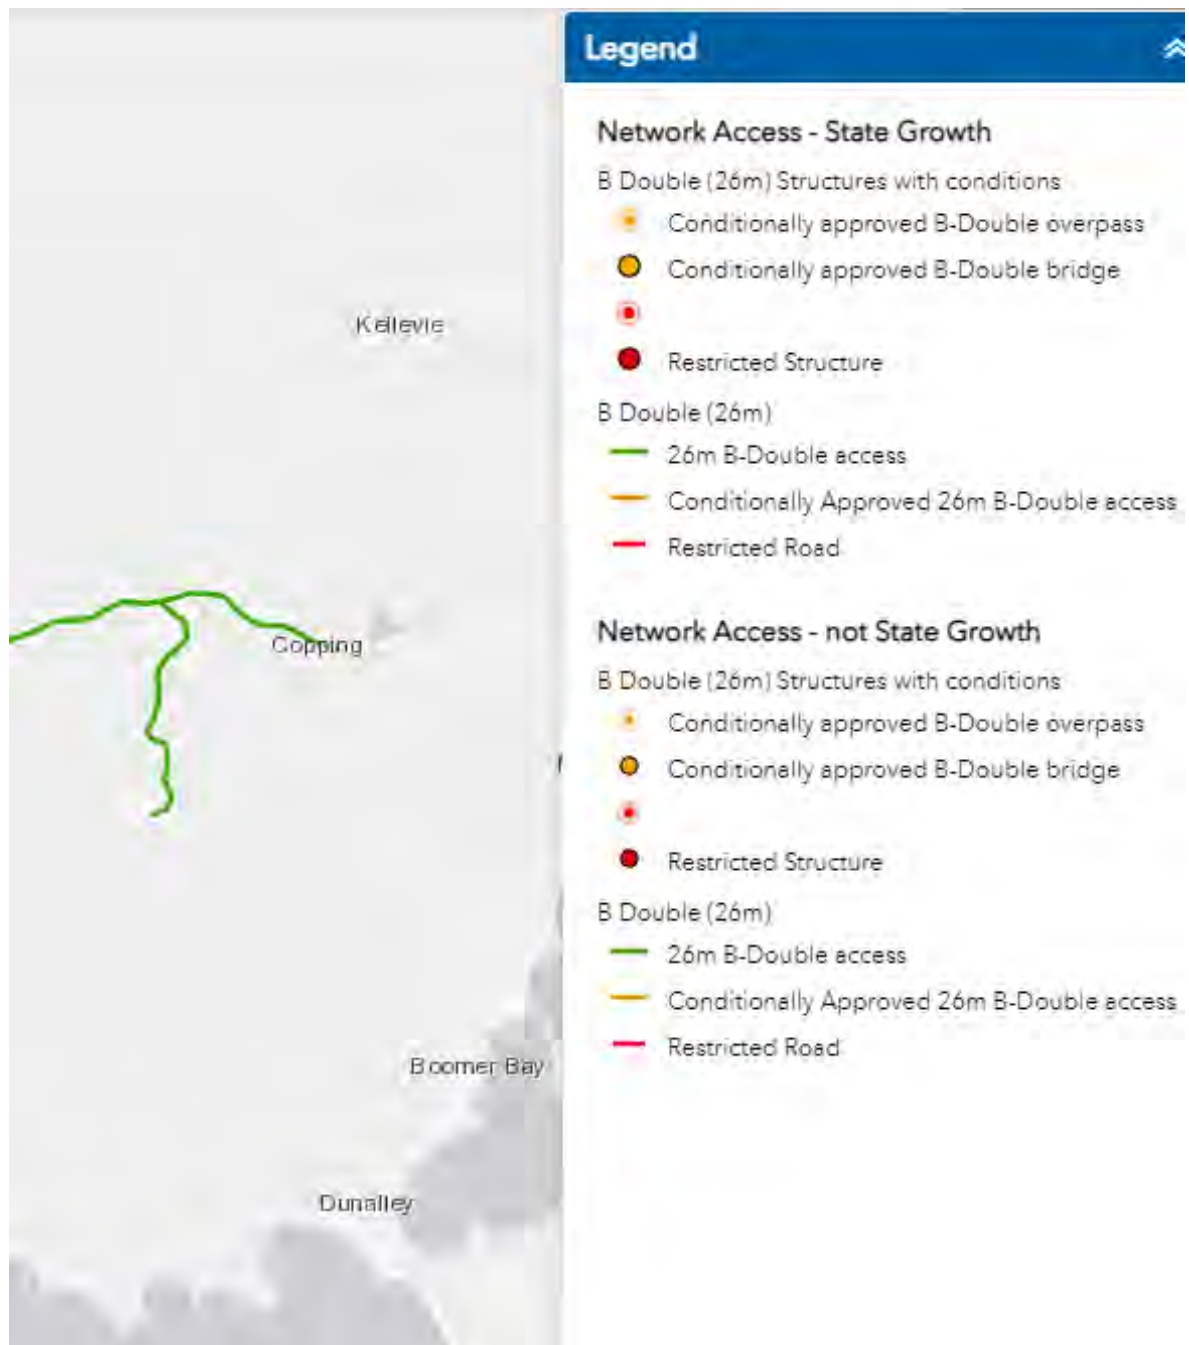 Legend
Network Access - State Growth
B Double (26m) Structures with conditions
Conditionally approved B-Double overpass
Conditionally approved B-Double bridge
Restricted Structure
B Double (26m)
26m B-Double access
Conditionally Approved 26m B-Double access
Restricted Road
Network Access - not State Growth
B Double (26m) Structures with conditions
Conditionally approved B-Double overpass
Conditionally approved B-Double bridge
Restricted Structure
B Double (26m)
26m B-Double access
Conditionally Approved 26m B-Double access
Restricted Road
Kellevie
Copping
Boomer Bay
Dunalley